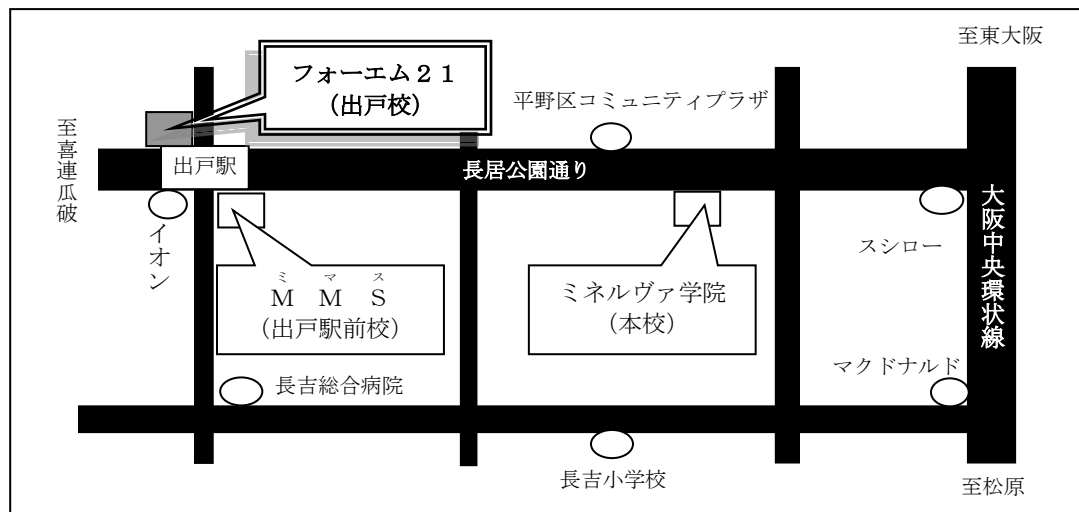 至東大阪
フォーエム２１
（出戸校）
平野区コミュニティプラザ
至喜連瓜破
出戸駅
長居公園通り
大阪中央環状線
イオン
スシロー
ミ マ ス
Ｍ Ｍ Ｓ
（出戸駅前校）
ミネルヴァ学院
（本校）
マクドナルド
長吉総合病院
長吉小学校
至松原